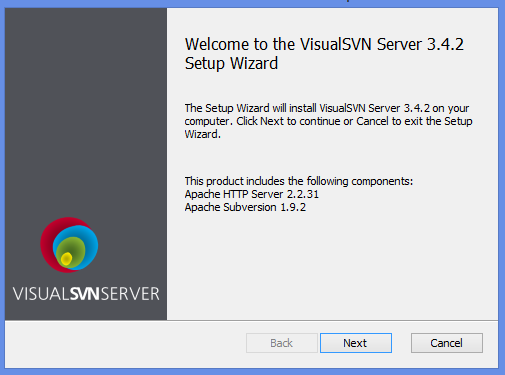 Welcome to the VisualSVN Server 3.4.2
Setup Wizard
The Setup Wizard will install VisualSVN Server 3.4.2 on your
computer. Click Next to continue or Cancel to exit the Setup
Wizard.
This product includes the following components:
Apache HTTP Server 2.2.31
Apache Subversion 1.9.2
VISUALSVNSERVER
Back
Next
Cancel